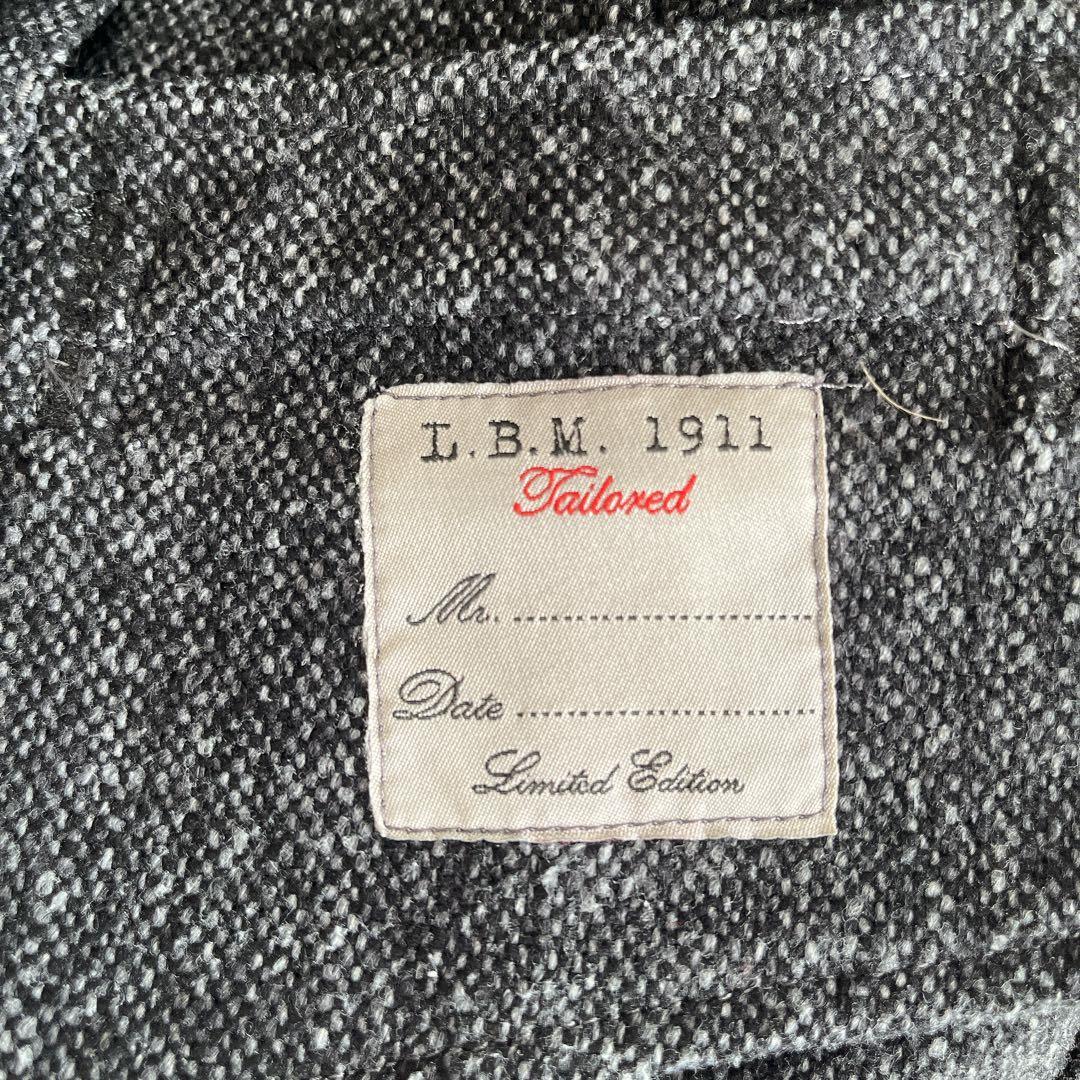 L.B.M. 1911
Tailored
Mr. ..............................
Date ..............................
Limited Edition